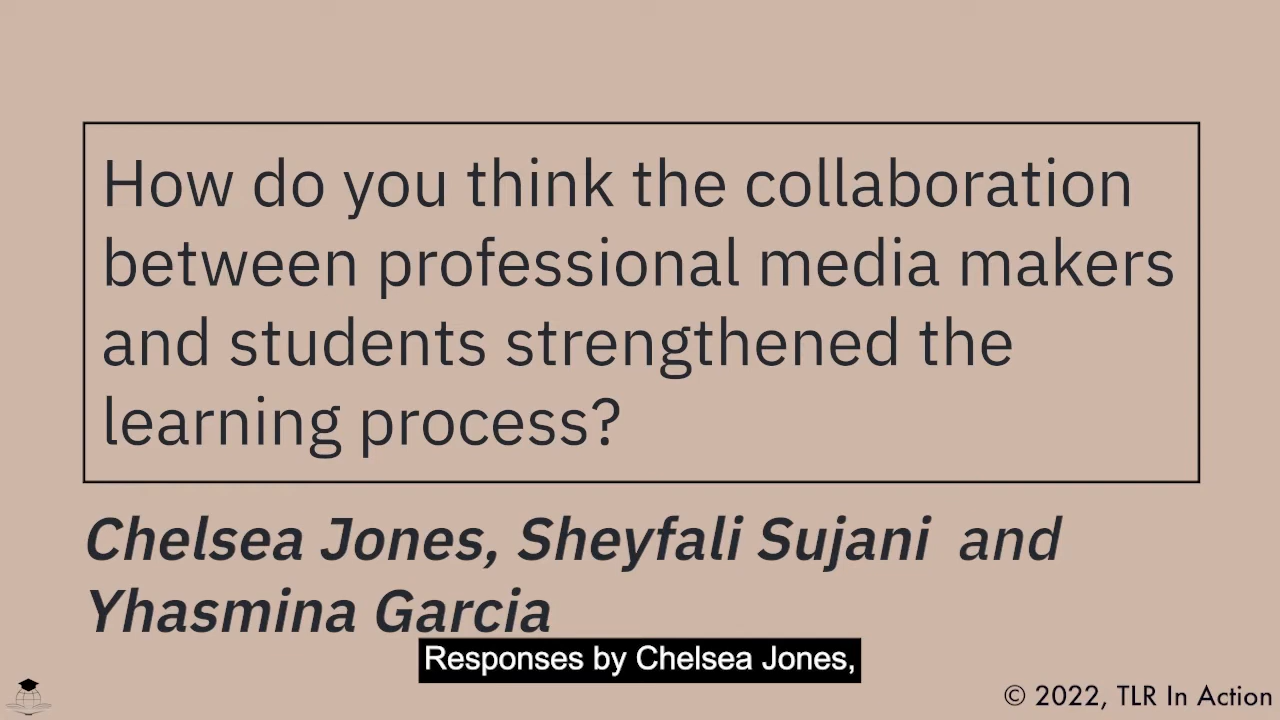 How do you think the collaboration
between professional media makers
and students strengthened the
learning process?
Chelsea Jones, Sheyfali Sujani and
Yhasmina Garcia
Responses by Chelsea Jones,
© 2022, TLR In Action